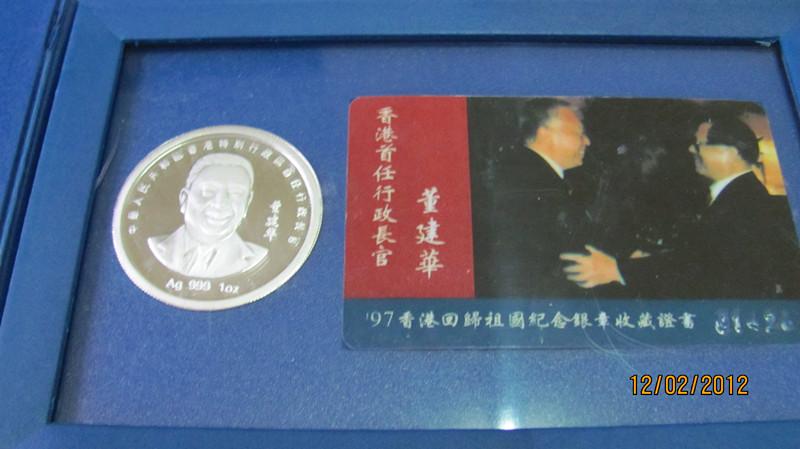 中華人民共和國香港特別行政區首任行政長官
董建華
Ag 999 1oz
香港首任行政長官
董建華
'97香港回歸祖國紀念銀章收藏證書
12/02/2012